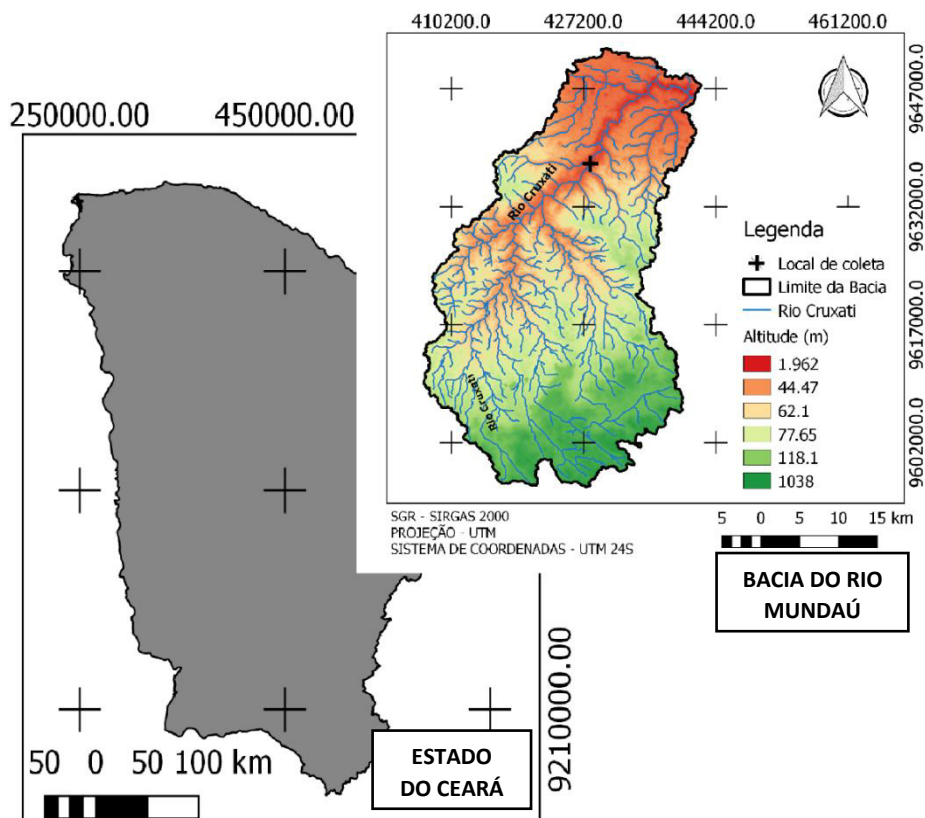 410200.0 427200.0 444200.0 461200.0
9647000.0
9632000.0
9617000.0
9602000.0
Rio Cruxati
Rio Cruxati
Legenda
Local de coleta
Limite da Bacia
Rio Cruxati
Altitude (m)
1.962
44.47
62.1
77.65
118.1
1038
SGR - SIRGAS 2000
PROJEÇÃO - UTM
SISTEMA DE COORDENADAS - UTM 24S
5 0 5 10 15 km
BACIA DO RIO
MUNDAÚ
250000.00 450000.00
9210000.00
50 0 50 100 km
ESTADO
DO CEARÁ